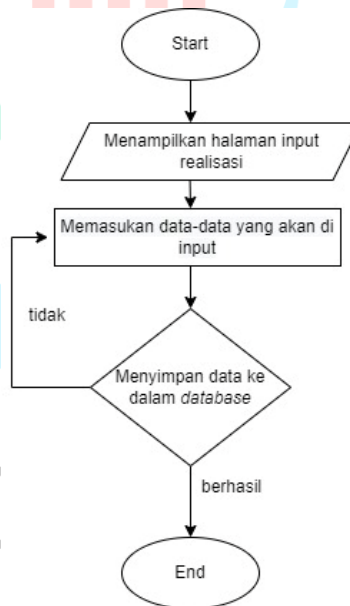 Start
Menampilkan halaman input
realisasi
Memasukan data-data yang akan di
input
tidak
Menyimpan data ke
dalam database
berhasil
End